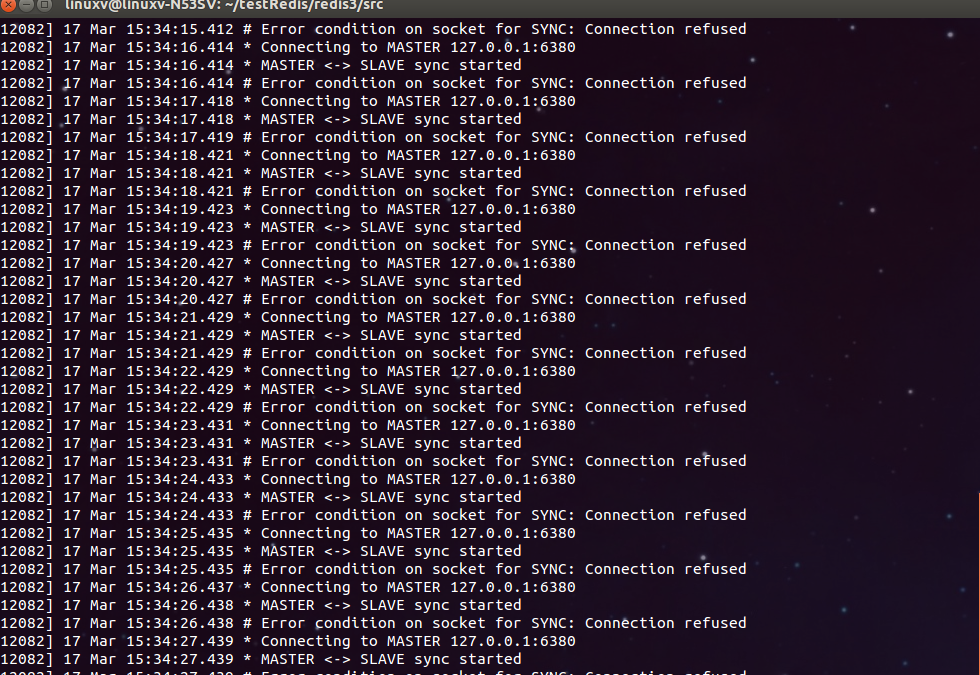 linuxv@linuxv-N53SV: ~/testRedis/redis3/src
12082] 17 Mar 15:34:15.412 # Error condition on socket for SYNC: Connection refused
12082] 17 Mar 15:34:16.414 * Connecting to MASTER 127.0.0.1:6380
12082] 17 Mar 15:34:16.414 * MASTER <-> SLAVE sync started
12082] 17 Mar 15:34:16.414 # Error condition on socket for SYNC: Connection refused
12082] 17 Mar 15:34:17.418 * Connecting to MASTER 127.0.0.1:6380
12082] 17 Mar 15:34:17.418 * MASTER <-> SLAVE sync started
12082] 17 Mar 15:34:17.419 # Error condition on socket for SYNC: Connection refused
12082] 17 Mar 15:34:18.421 * Connecting to MASTER 127.0.0.1:6380
12082] 17 Mar 15:34:18.421 * MASTER <-> SLAVE sync started
12082] 17 Mar 15:34:18.421 # Error condition on socket for SYNC: Connection refused
12082] 17 Mar 15:34:19.423 * Connecting to MASTER 127.0.0.1:6380
12082] 17 Mar 15:34:19.423 * MASTER <-> SLAVE sync started
12082] 17 Mar 15:34:19.423 # Error condition on socket for SYNC: Connection refused
12082] 17 Mar 15:34:20.427 * Connecting to MASTER 127.0.0.1:6380
12082] 17 Mar 15:34:20.427 * MASTER <-> SLAVE sync started
12082] 17 Mar 15:34:20.427 # Error condition on socket for SYNC: Connection refused
12082] 17 Mar 15:34:21.429 * Connecting to MASTER 127.0.0.1:6380
12082] 17 Mar 15:34:21.429 * MASTER <-> SLAVE sync started
12082] 17 Mar 15:34:21.429 # Error condition on socket for SYNC: Connection refused
12082] 17 Mar 15:34:22.429 * Connecting to MASTER 127.0.0.1:6380
12082] 17 Mar 15:34:22.429 * MASTER <-> SLAVE sync started
12082] 17 Mar 15:34:22.429 # Error condition on socket for SYNC: Connection refused
12082] 17 Mar 15:34:23.431 * Connecting to MASTER 127.0.0.1:6380
12082] 17 Mar 15:34:23.431 * MASTER <-> SLAVE sync started
12082] 17 Mar 15:34:23.431 # Error condition on socket for SYNC: Connection refused
12082] 17 Mar 15:34:24.433 * Connecting to MASTER 127.0.0.1:6380
12082] 17 Mar 15:34:24.433 * MASTER <-> SLAVE sync started
12082] 17 Mar 15:34:24.433 # Error condition on socket for SYNC: Connection refused
12082] 17 Mar 15:34:25.435 * Connecting to MASTER 127.0.0.1:6380
12082] 17 Mar 15:34:25.435 * MASTER <-> SLAVE sync started
12082] 17 Mar 15:34:25.435 # Error condition on socket for SYNC: Connection refused
12082] 17 Mar 15:34:26.437 * Connecting to MASTER 127.0.0.1:6380
12082] 17 Mar 15:34:26.438 * MASTER <-> SLAVE sync started
12082] 17 Mar 15:34:26.438 # Error condition on socket for SYNC: Connection refused
12082] 17 Mar 15:34:27.439 * Connecting to MASTER 127.0.0.1:6380
12082] 17 Mar 15:34:27.439 * MASTER <-> SLAVE sync started
12082] 17 Mar 15:34:27.439 # Error condition on socket for SYNC: Connection refused